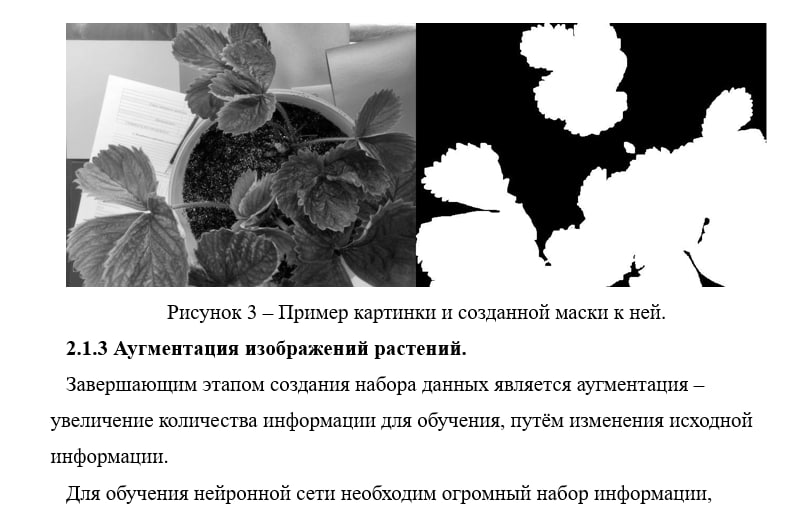 Рисунок 3 – Пример картинки и созданной маски к ней.
2.1.3 Аугментация изображений растений.
Завершающим этапом создания набора данных является аугментация –
увеличение количества информации для обучения, путём изменения исходной
информации.
Для обучения нейронной сети необходим огромный набор информации,